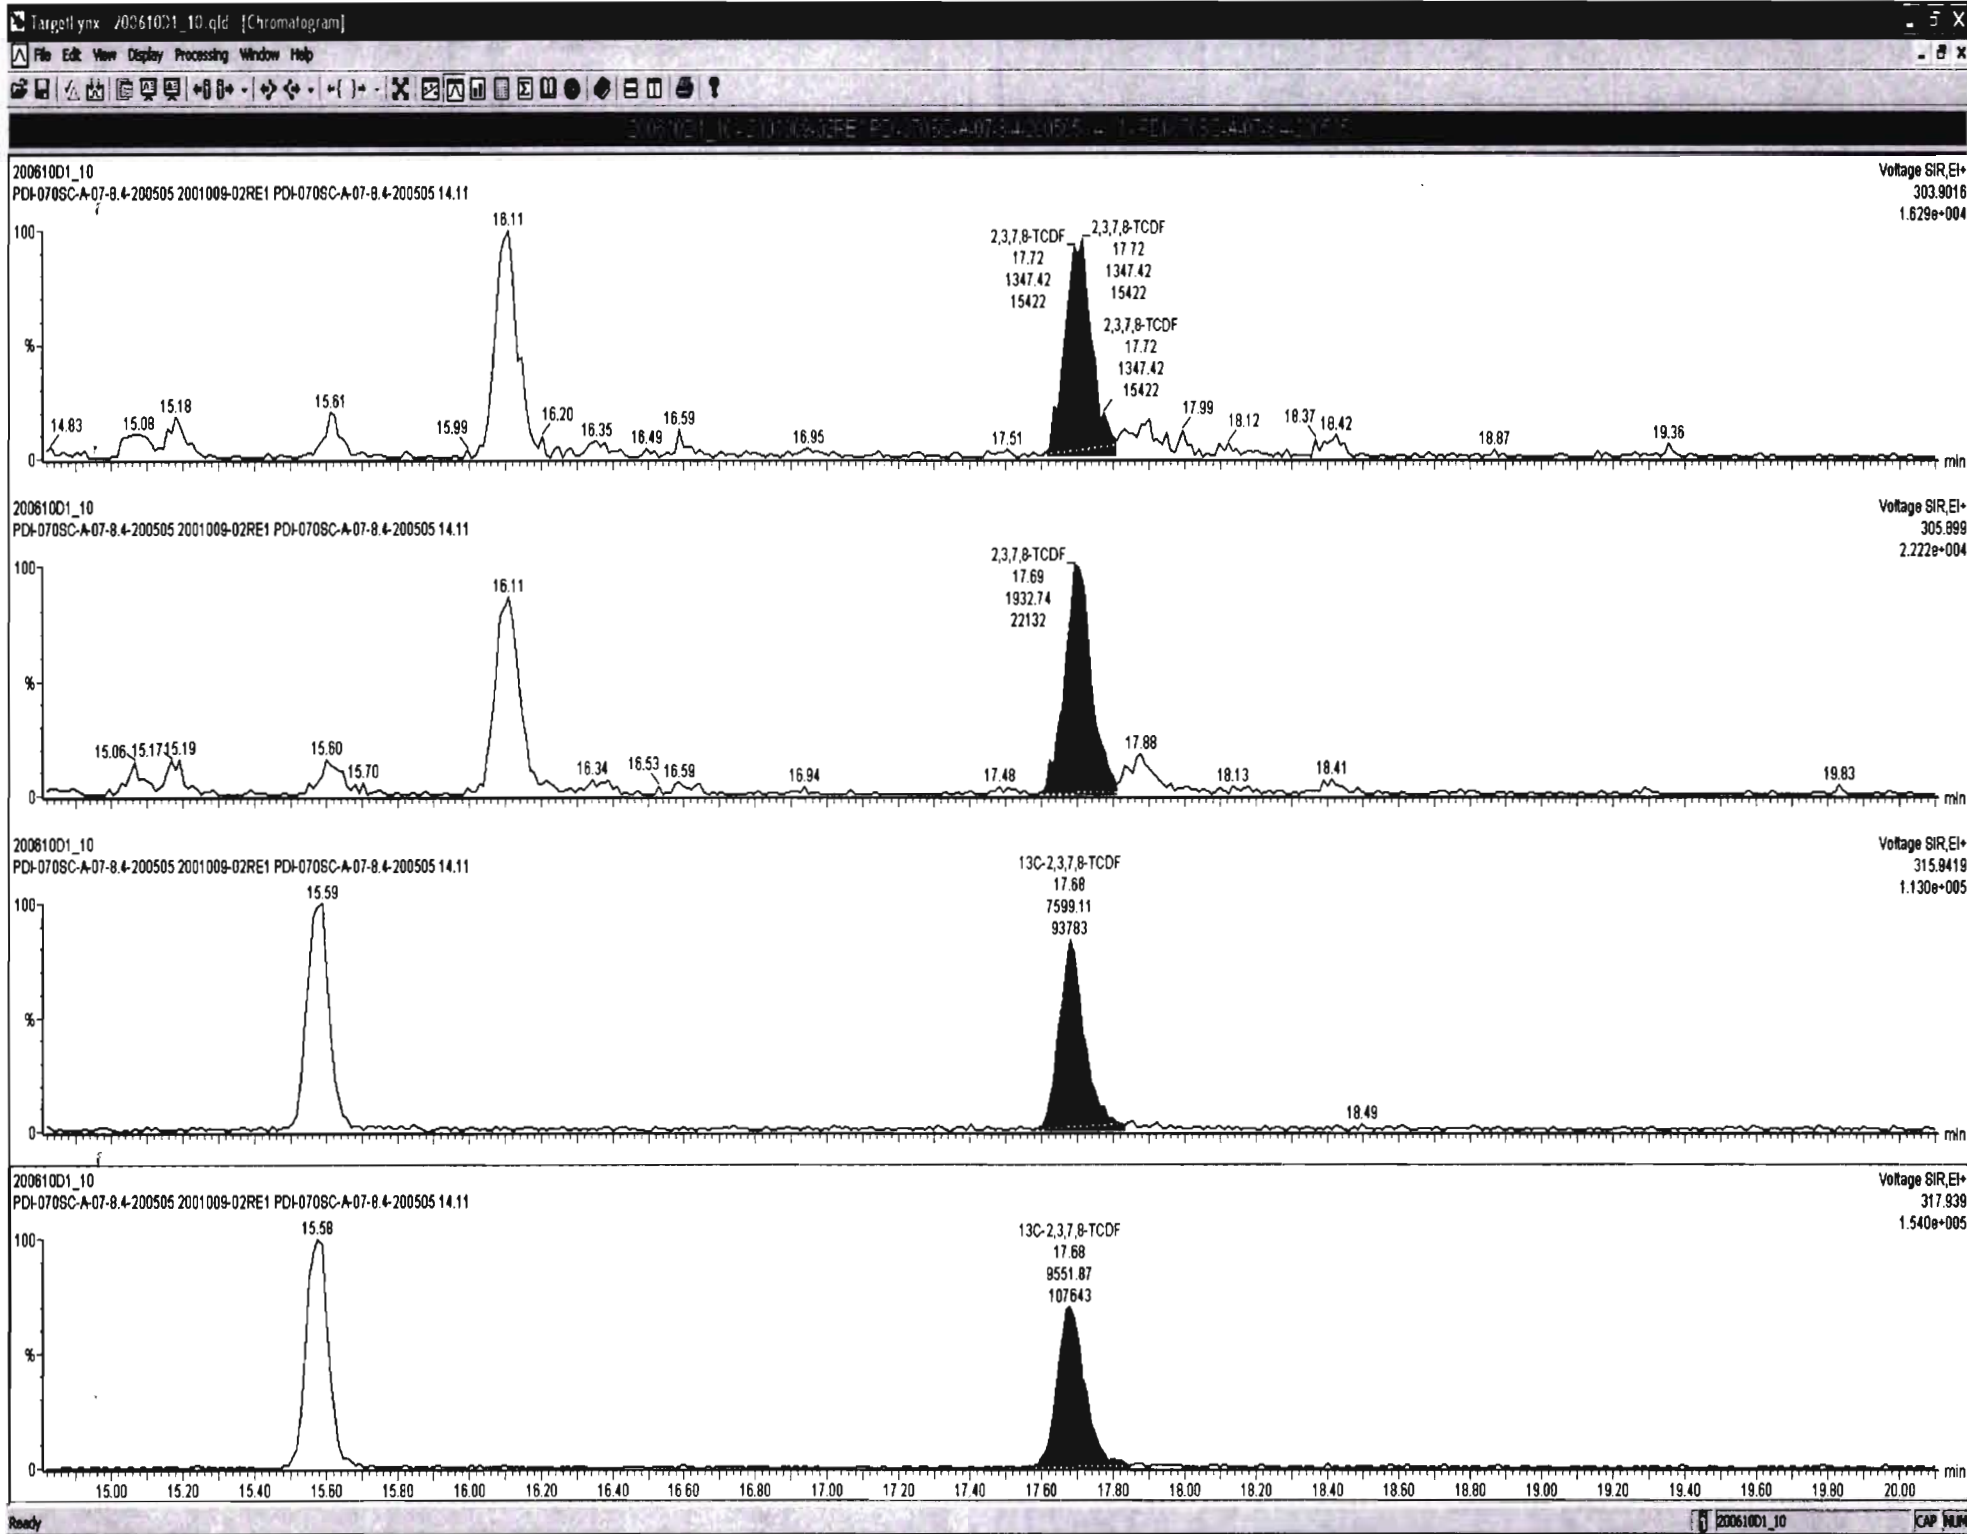 TargetLynx - 200610D1_10.qld - [Chromatogram]
File Edit View Display Processing Window Help
200610D1_10
PDI-070SC-A-07-8.4-200505 2001009-02RE1 PDI-070SC-A-07-8.4-200505 14.11
Voltage SIR,EI+
303.9016
1.629e+004
100
%
0
14.83
15.08
15.18
15.61
15.99
16.11
16.20
16.35
16.49
16.59
16.95
17.51
2,3,7,8-TCDF
17.72
1347.42
15422
2,3,7,8-TCDF
17.72
1347.42
15422
2,3,7,8-TCDF
17.72
1347.42
15422
17.99
18.12
18.37
18.42
18.87
19.36
min
200610D1_10
PDI-070SC-A-07-8.4-200505 2001009-02RE1 PDI-070SC-A-07-8.4-200505 14.11
Voltage SIR,EI+
305.899
2.222e+004
100
%
0
15.06
15.17
15.19
15.60
15.70
16.11
16.34
16.53
16.59
16.94
17.48
2,3,7,8-TCDF
17.69
1932.74
22132
17.88
18.13
18.41
19.83
min
200610D1_10
PDI-070SC-A-07-8.4-200505 2001009-02RE1 PDI-070SC-A-07-8.4-200505 14.11
Voltage SIR,EI+
315.9419
1.130e+005
100
%
0
15.59
13C-2,3,7,8-TCDF
17.68
7599.11
93783
18.49
min
200610D1_10
PDI-070SC-A-07-8.4-200505 2001009-02RE1 PDI-070SC-A-07-8.4-200505 14.11
Voltage SIR,EI+
317.939
1.540e+005
100
%
0
15.58
13C-2,3,7,8-TCDF
17.68
9551.87
107643
min
15.00 15.20 15.40 15.60 15.80 16.00 16.20 16.40 16.60 16.80 17.00 17.20 17.40 17.60 17.80 18.00 18.20 18.40 18.60 18.80 19.00 19.20 19.40 19.60 19.80 20.00
Ready
200610D1_10
CAP NUM